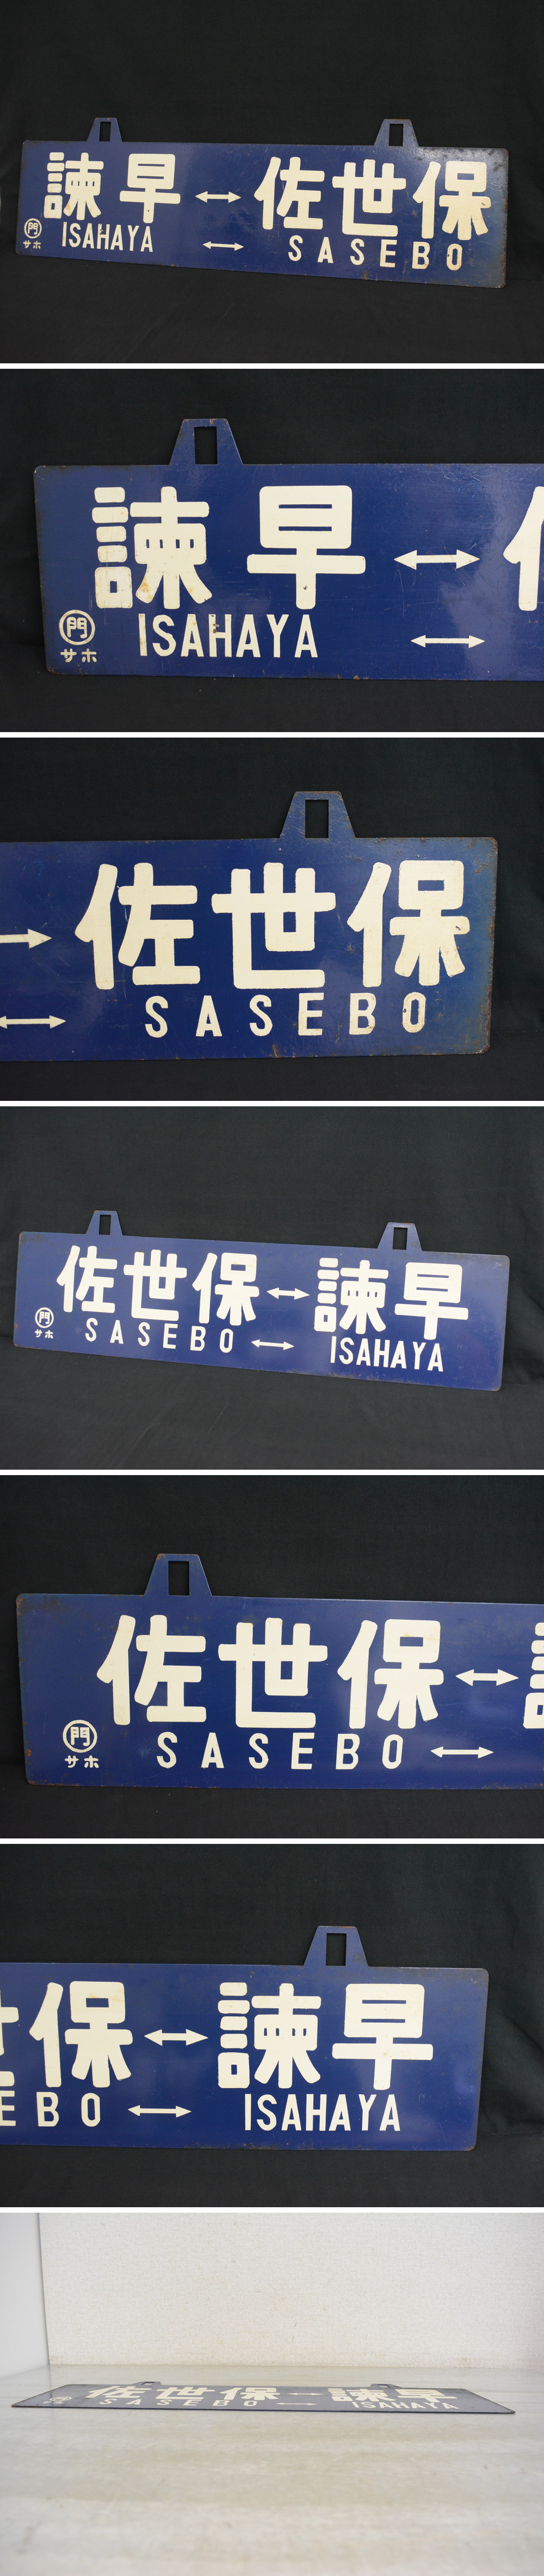 諫早 ↔ 佐世保
門 サホ ISAHAYA ↔ SASEBO
諫早 ↔
門 サホ ISAHAYA ↔
→ 佐世保
↔ SASEBO
佐世保 ↔ 諫早
門 サホ SASEBO ↔ ISAHAYA
佐世保 ↔
門 サホ SASEBO ↔
世保 ↔ 諫早
EBO ↔ ISAHAYA
佐世保 ↔ 諫早
SASEBO ↔ ISAHAYA